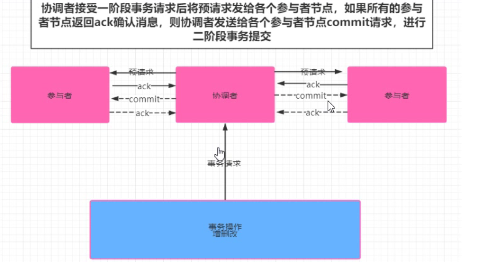 协调者接受一阶段事务请求后将预请求发给各个参与者节点，如果所有的参与
者节点返回ack确认消息，则协调者发送给各个参与者节点commit请求，进行
二阶段事务提交
预请求
预请求
ack
ack
参与者
协调者
参与者
commit
commit
ack
ack
事务请求
事务操作
增删改